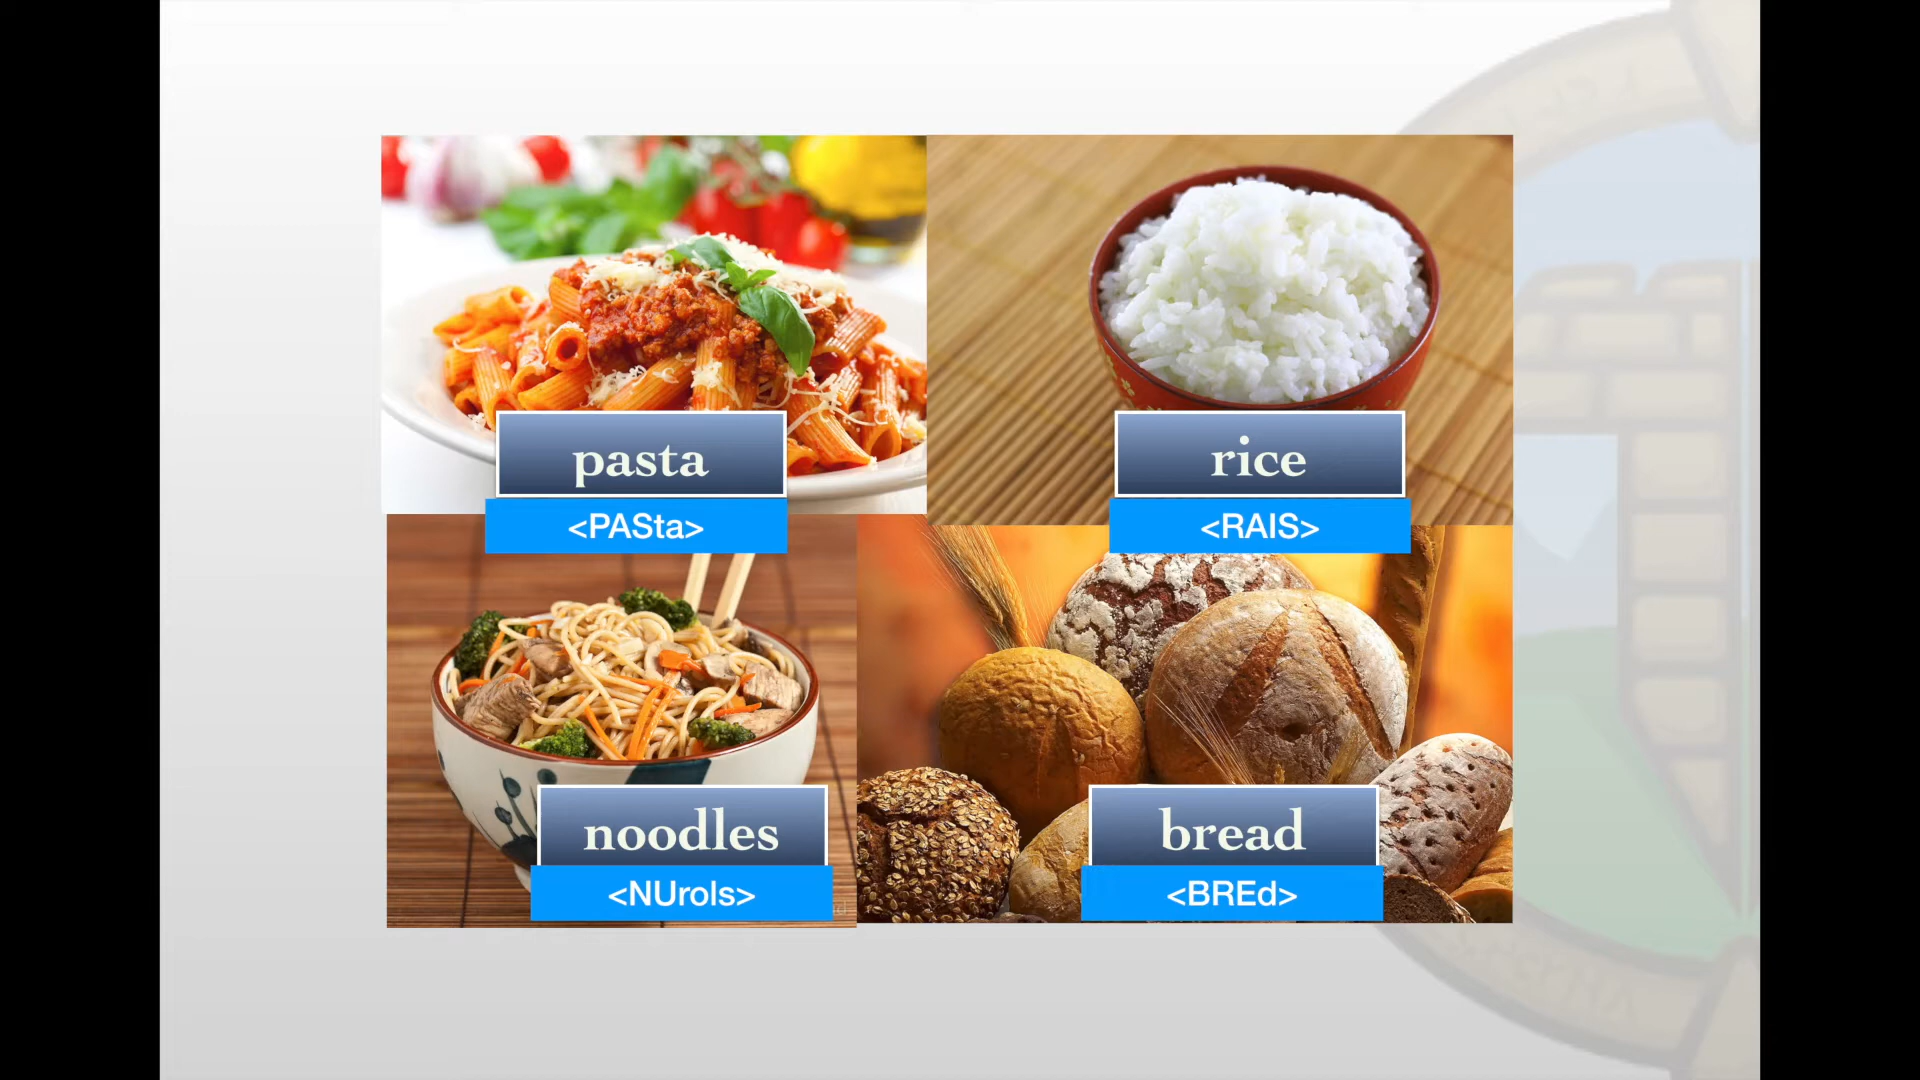 pasta
<PASta>
rice
<RAIS>
noodles
<NUrols>
bread
<BREd>